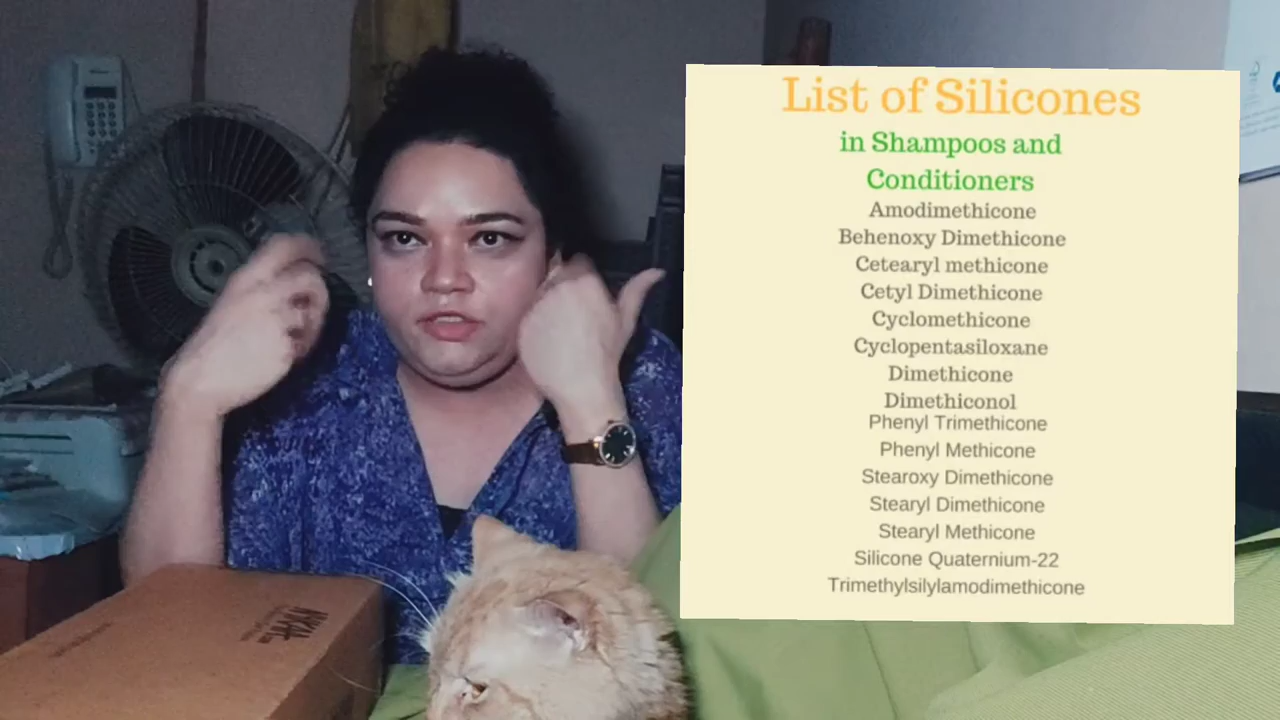 List of Silicones
in Shampoos and
Conditioners
Amodimethicone
Behenoxy Dimethicone
Cetearyl methicone
Cetyl Dimethicone
Cyclomethicone
Cyclopentasiloxane
Dimethicone
Dimethiconol
Phenyl Trimethicone
Phenyl Methicone
Stearoxy Dimethicone
Stearyl Dimethicone
Stearyl Methicone
Silicone Quaternium-22
Trimethylsilylamodimethicone